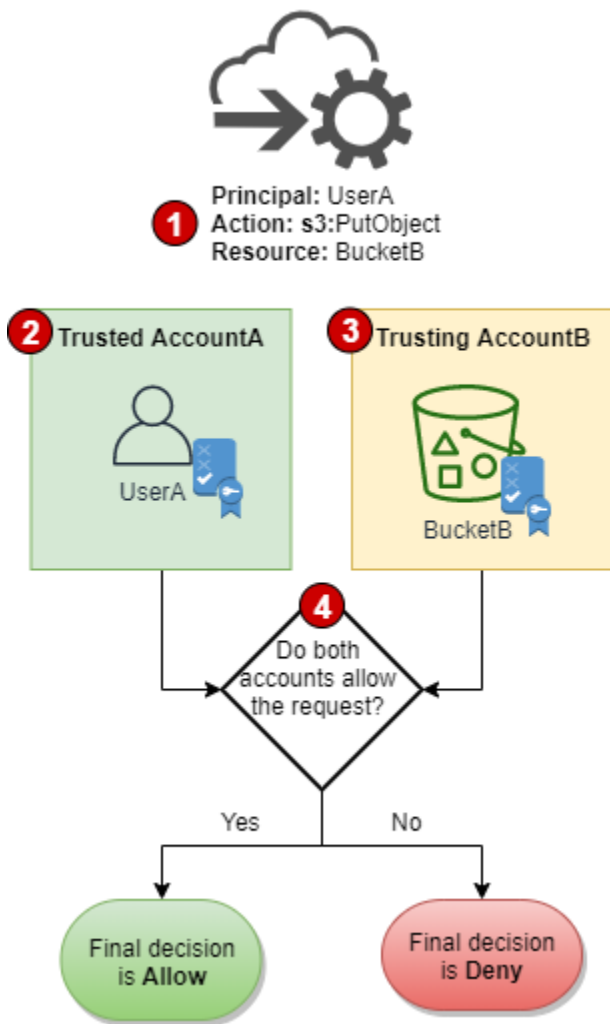 1
Principal: UserA
Action: s3:PutObject
Resource: BucketB
2
Trusted AccountA
UserA
3
Trusting AccountB
BucketB
4
Do both
accounts allow
the request?
Yes
No
Final decision
is Allow
Final decision
is Deny